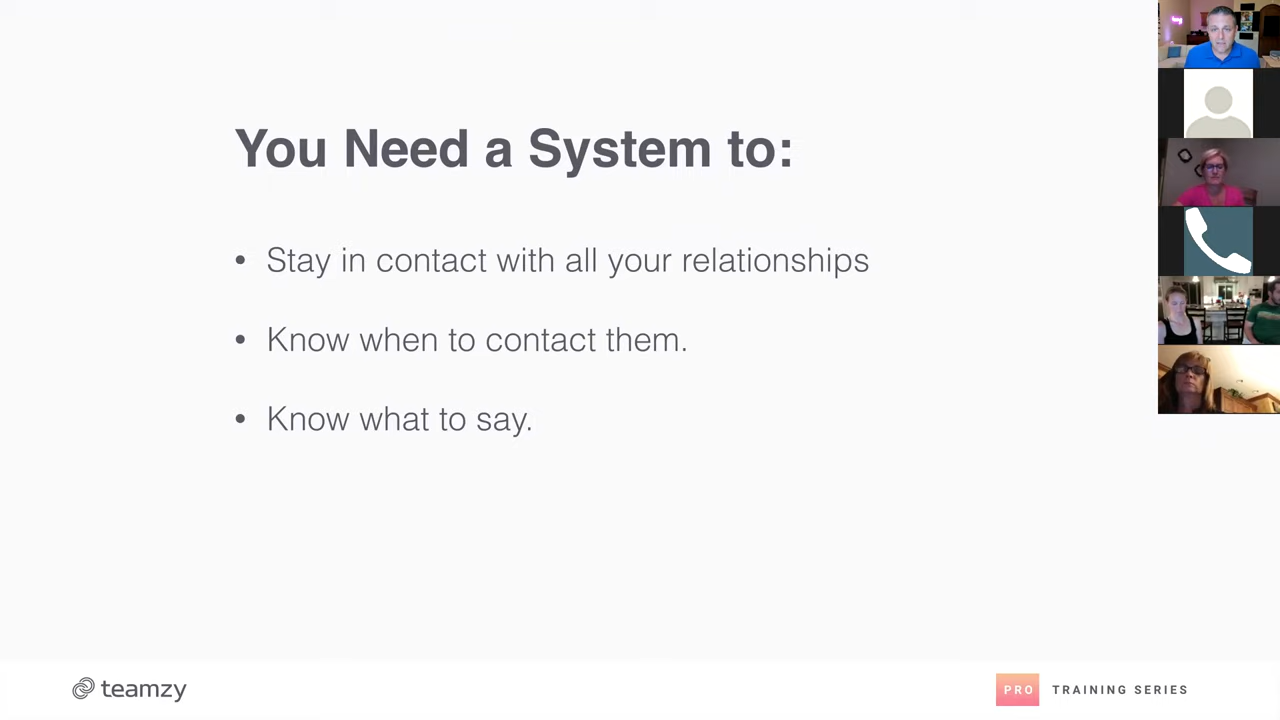 You Need a System to:
• Stay in contact with all your relationships
• Know when to contact them.
• Know what to say.
teamzy
PRO TRAINING SERIES